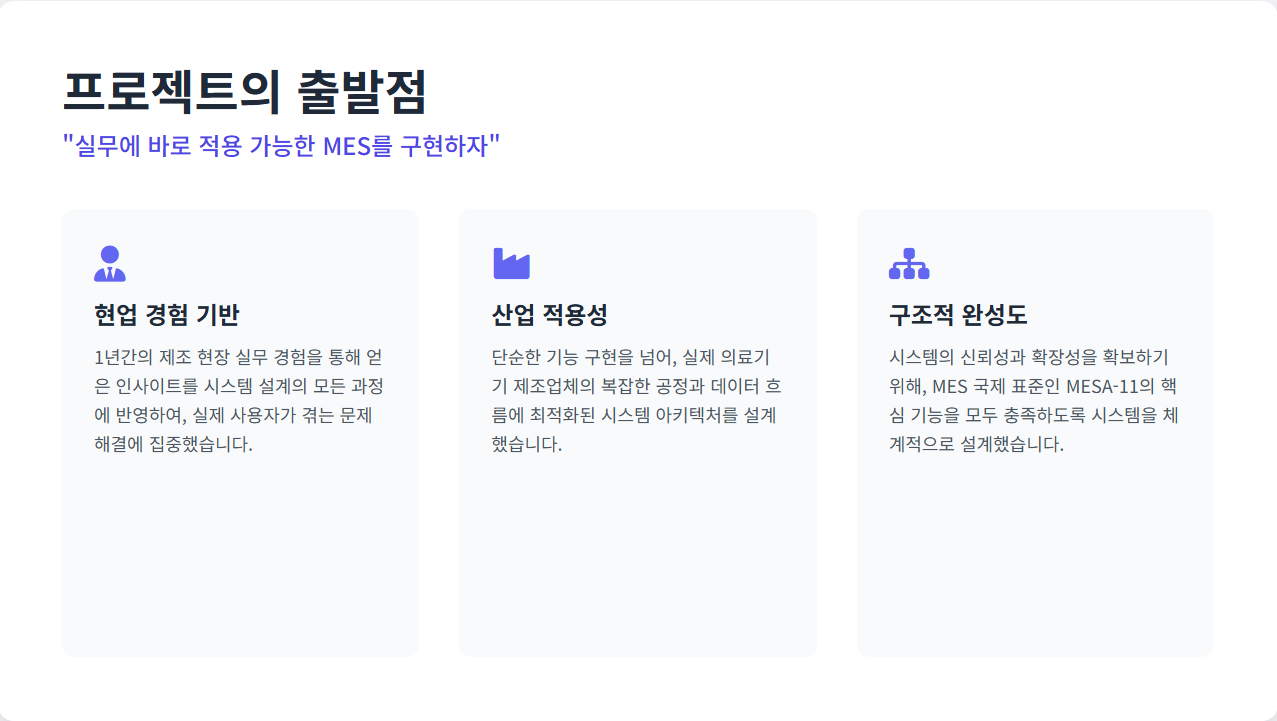 프로젝트의 출발점
"실무에 바로 적용 가능한 MES를 구현하자"
현업 경험 기반
1년간의 제조 현장 실무 경험을 통해 얻
은 인사이트를 시스템 설계의 모든 과정
에 반영하여, 실제 사용자가 겪는 문제
해결에 집중했습니다.
산업 적용성
단순한 기능 구현을 넘어, 실제 의료기
기 제조업체의 복잡한 공정과 데이터 흐
름에 최적화된 시스템 아키텍처를 설계
했습니다.
구조적 완성도
시스템의 신뢰성과 확장성을 확보하기
위해, MES 국제 표준인 MESA-11의 핵
심 기능을 모두 충족하도록 시스템을 체
계적으로 설계했습니다.